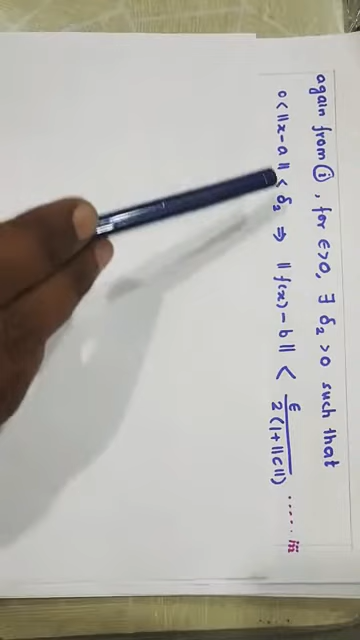 again from (i), for ϵ>0, ∃ δ₂ >0 such that
0<||x-a|| < δ₂ ⇒ ||f(x)-b|| < ϵ/2(1+||c||) ...... iii